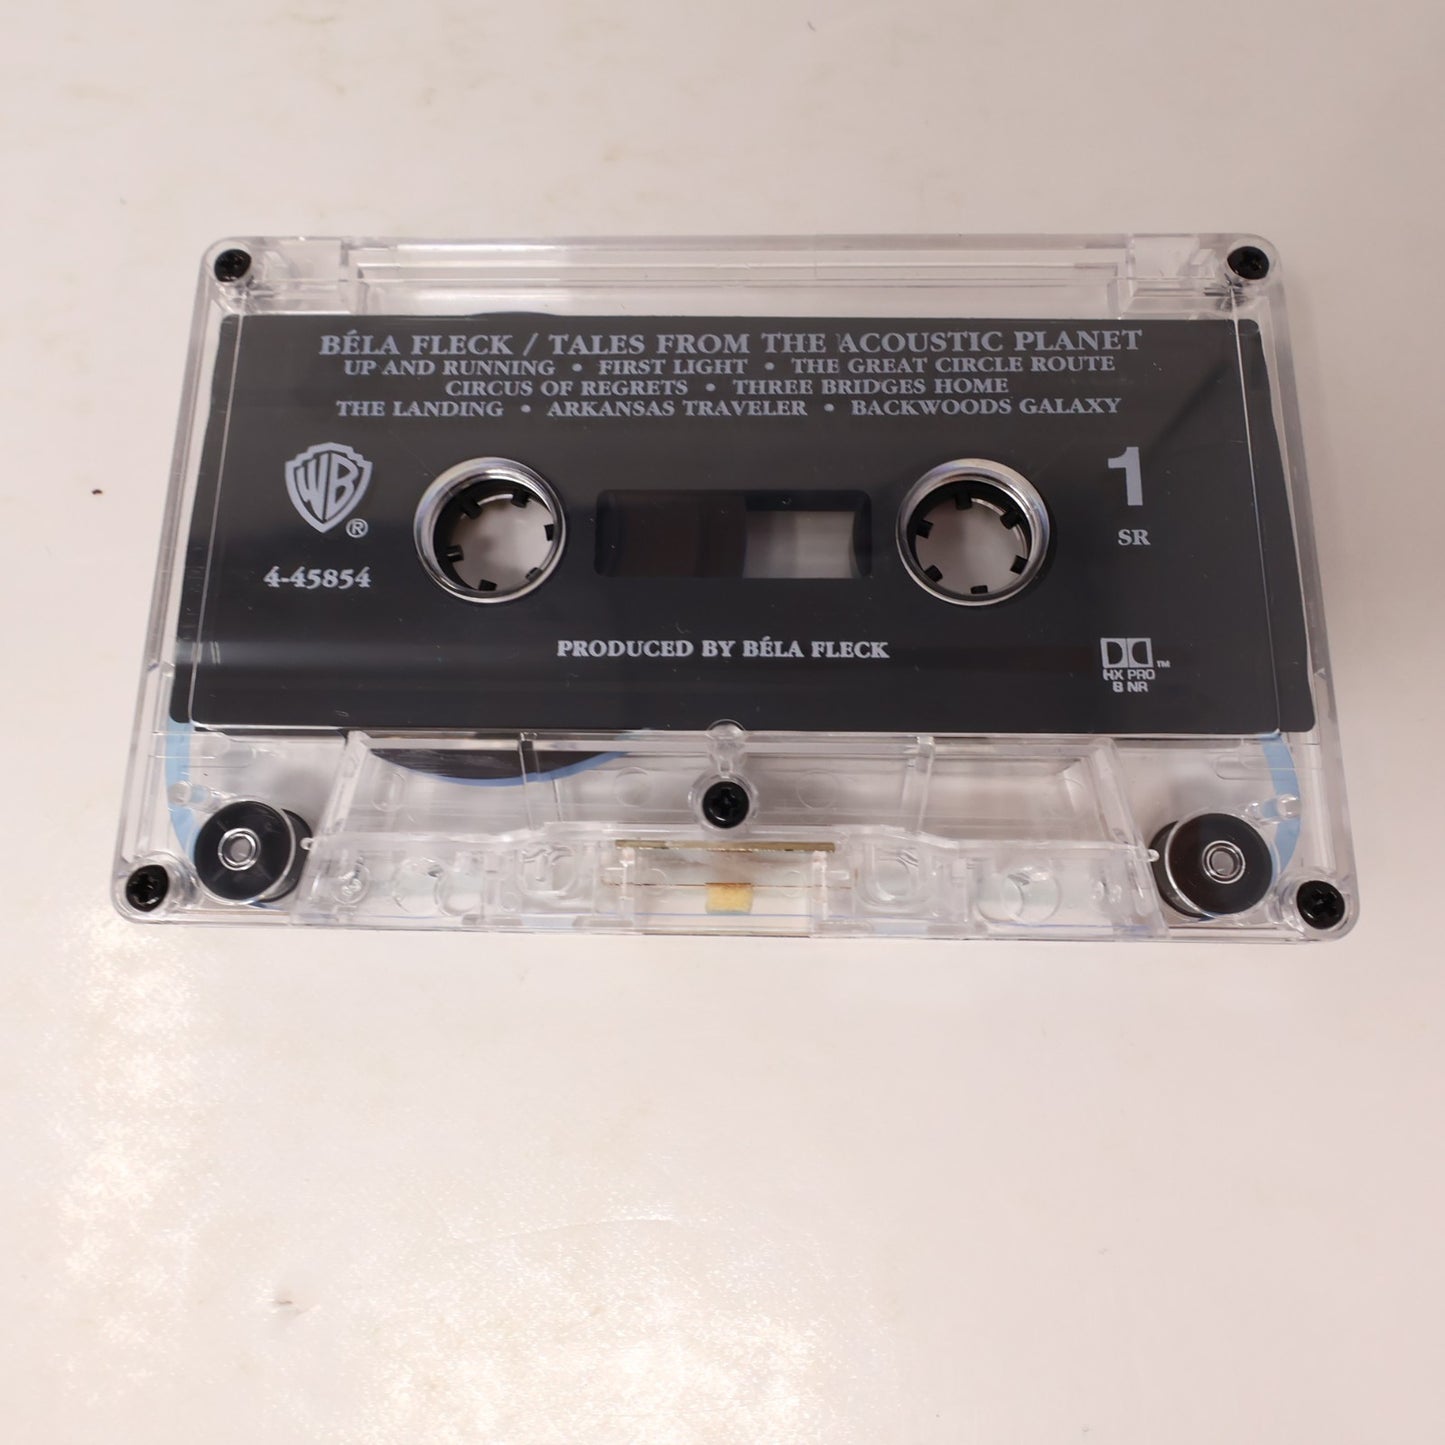 BÉLA FLECK / TALES FROM THE ACOUSTIC PLANET
UP AND RUNNING • FIRST LIGHT • THE GREAT CIRCLE ROUTE
CIRCUS OF REGRETS • THREE BRIDGES HOME
THE LANDING • ARKANSAS TRAVELER • BACKWOODS GALAXY
WB
®
4-45854
1
SR
PRODUCED BY BÉLA FLECK
™
HX PRO
B NR